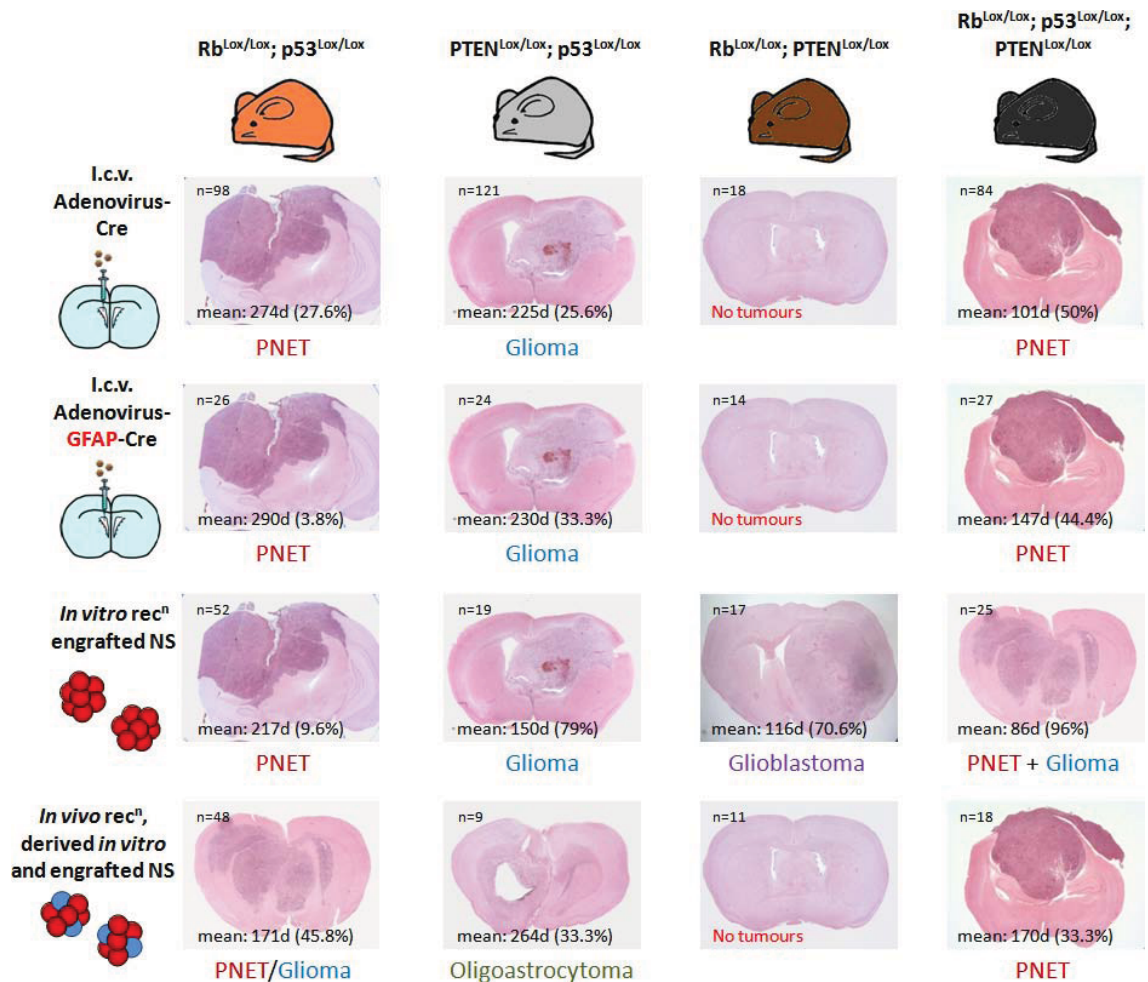 Rb^Lox/Lox; p53^Lox/Lox
PTEN^Lox/Lox; p53^Lox/Lox
Rb^Lox/Lox; PTEN^Lox/Lox
Rb^Lox/Lox; p53^Lox/Lox;
PTEN^Lox/Lox
I.c.v.
Adenovirus-
Cre
n=98
mean: 274d (27.6%)
PNET
n=121
mean: 225d (25.6%)
Glioma
n=18
No tumours
n=84
mean: 101d (50%)
PNET
I.c.v.
Adenovirus-
GFAP-Cre
n=26
mean: 290d (3.8%)
PNET
n=24
mean: 230d (33.3%)
Glioma
n=14
No tumours
n=27
mean: 147d (44.4%)
PNET
In vitro rec^n
engrafted NS
n=52
mean: 217d (9.6%)
PNET
n=19
mean: 150d (79%)
Glioma
n=17
mean: 116d (70.6%)
Glioblastoma
n=25
mean: 86d (96%)
PNET + Glioma
In vivo rec^n,
derived in vitro
and engrafted NS
n=48
mean: 171d (45.8%)
PNET/Glioma
n=9
mean: 264d (33.3%)
Oligoastrocytoma
n=11
No tumours
n=18
mean: 170d (33.3%)
PNET